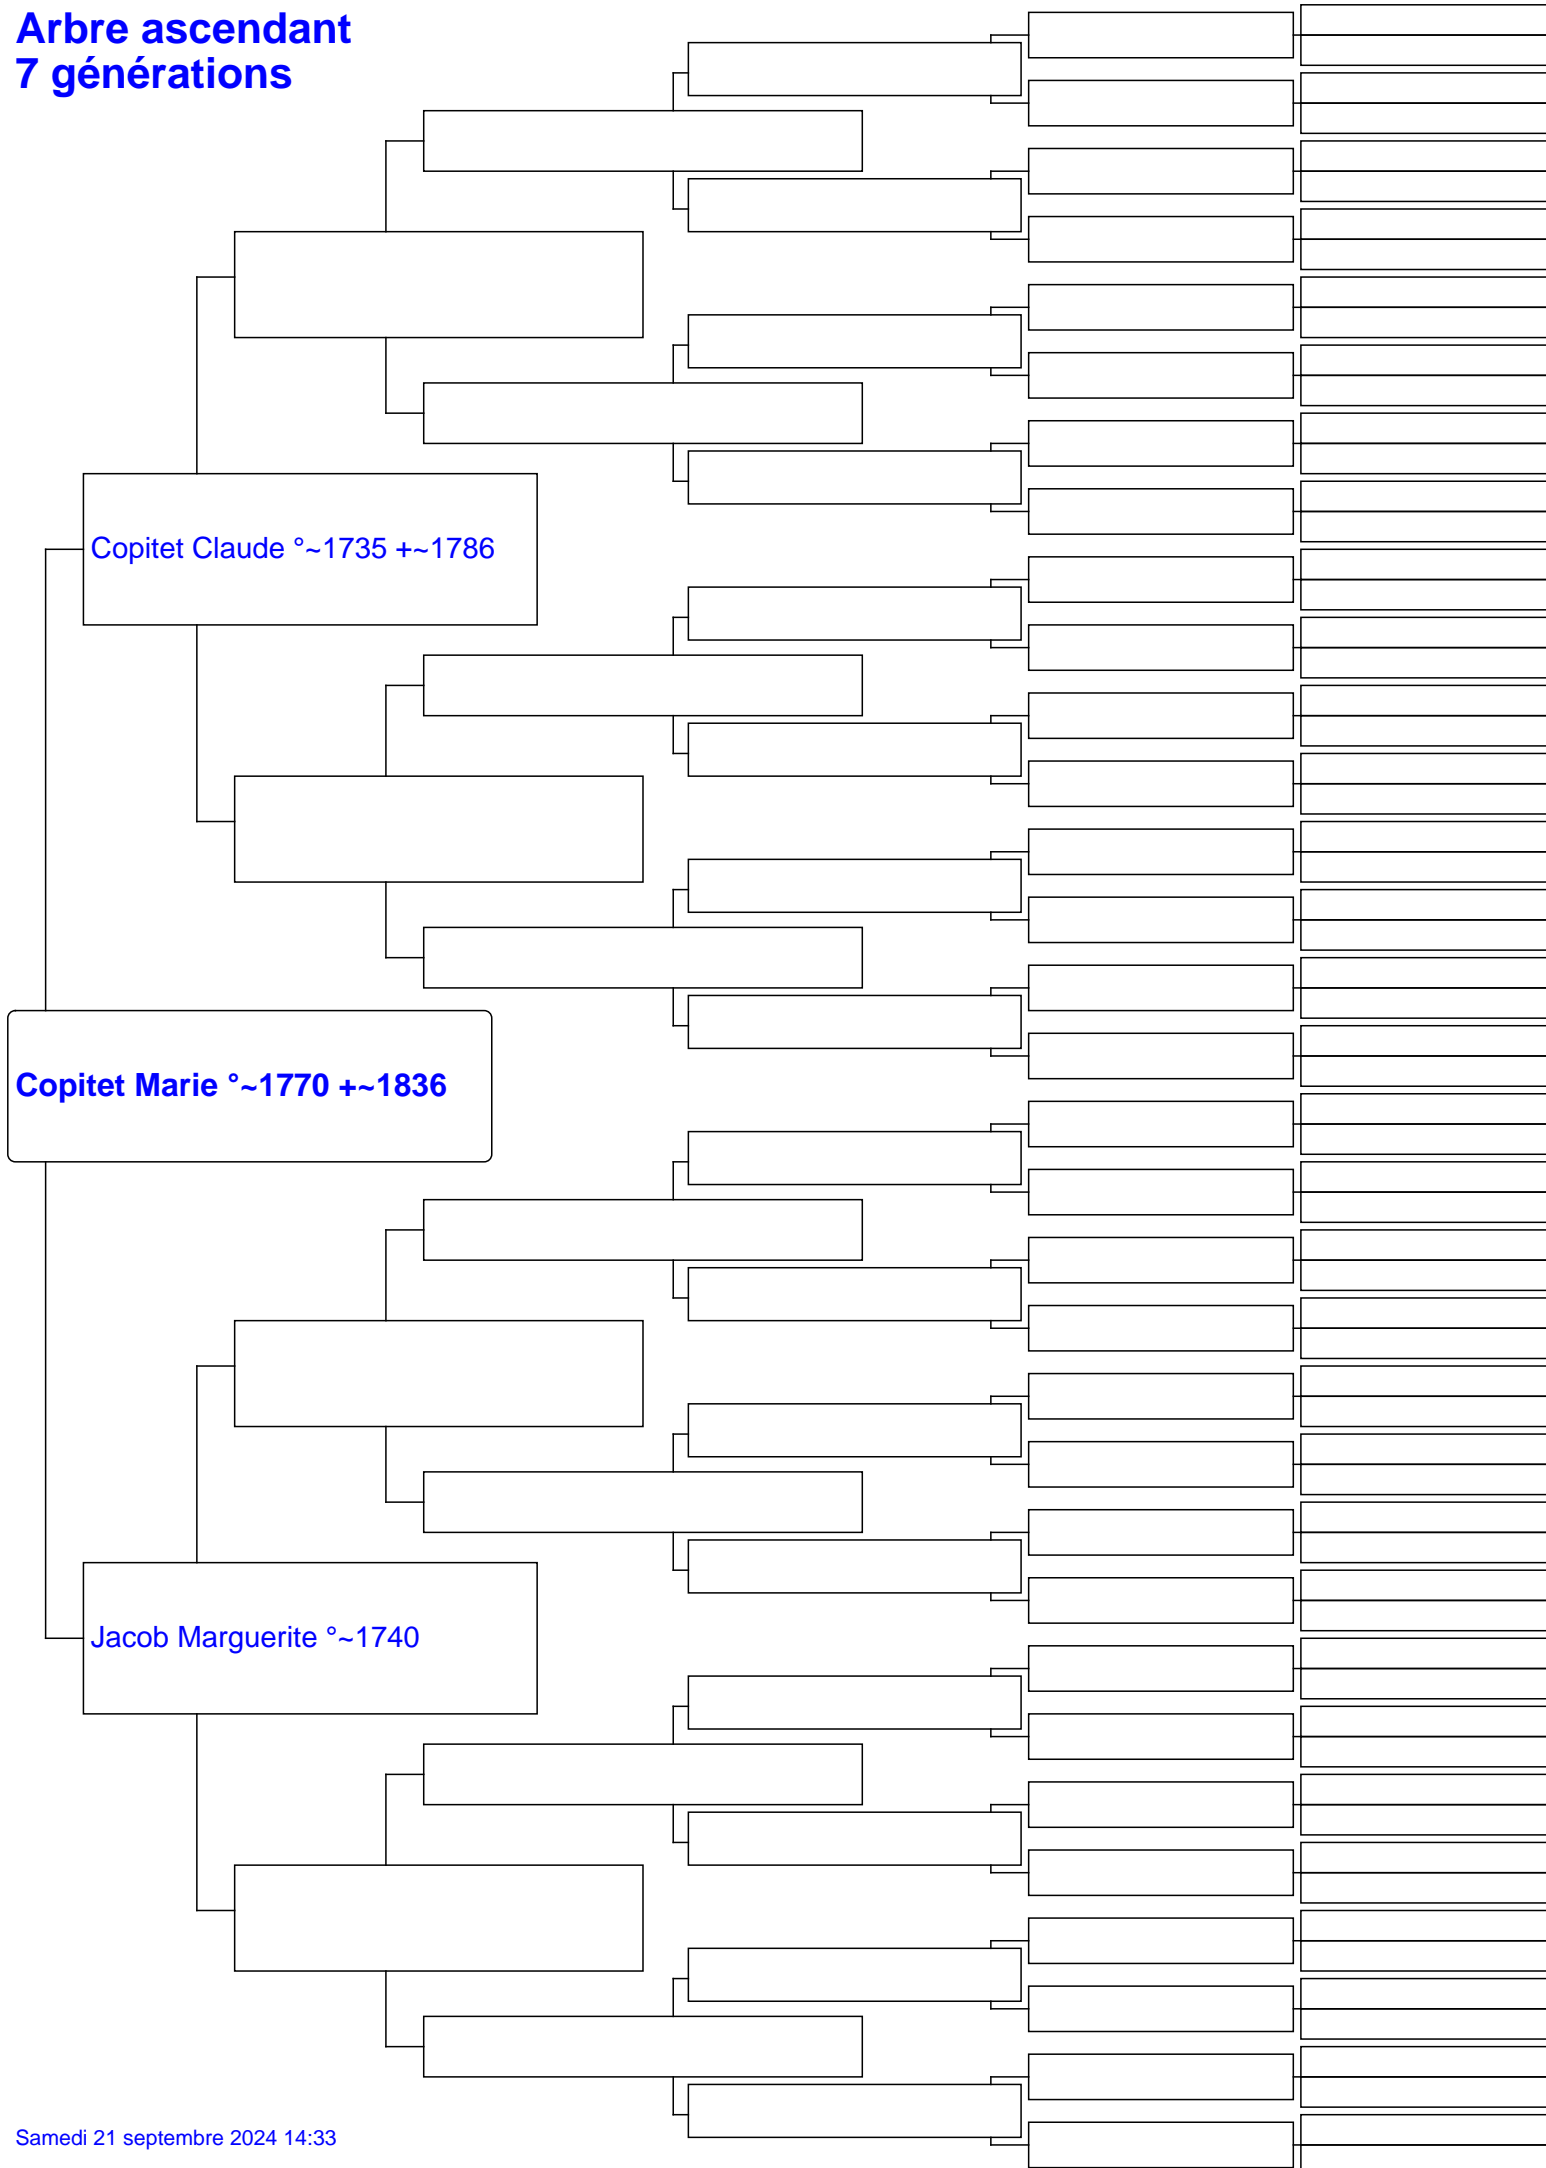 Arbre ascendant
7 générations
Copitet Claude °~1735 +~1786
Copitet Marie °~1770 +~1836
Jacob Marguerite °~1740
Samedi 21 septembre 2024 14:33